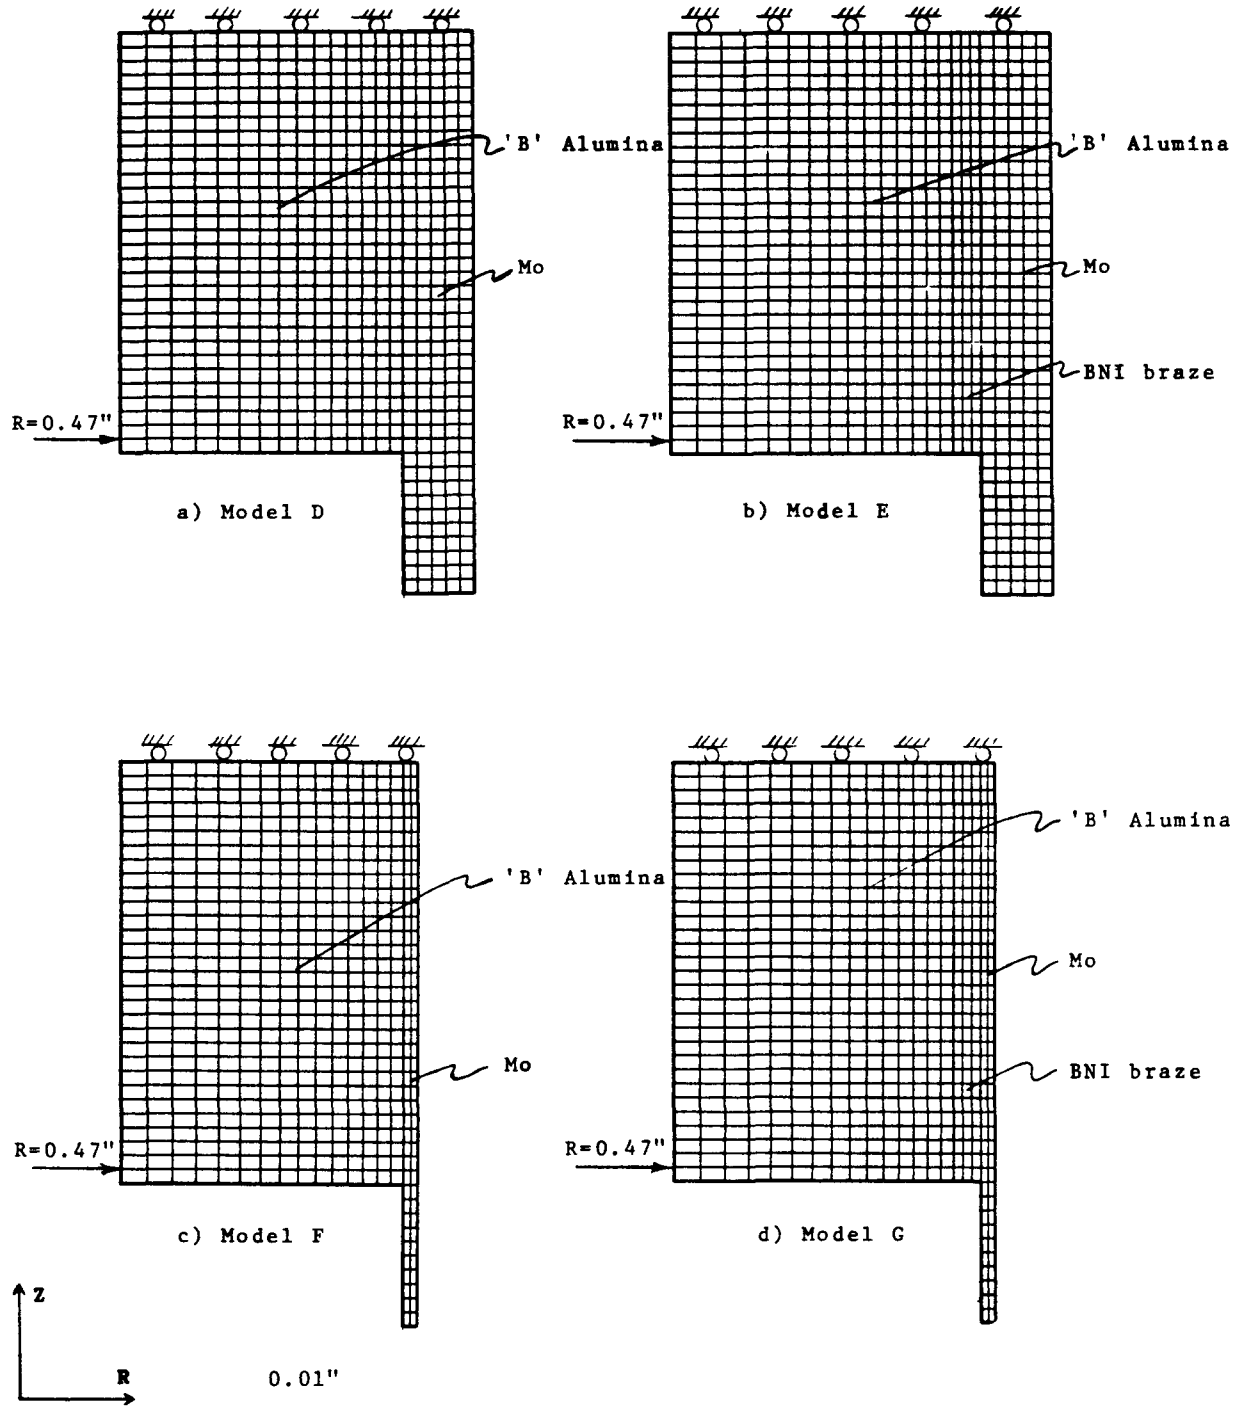 'B' Alumina
Mo
R=0.47"
a) Model D
'B' Alumina
Mo
BNI braze
R=0.47"
b) Model E
'B' Alumina
Mo
R=0.47"
c) Model F
'B' Alumina
Mo
BNI braze
R=0.47"
d) Model G
Z
R
0.01"